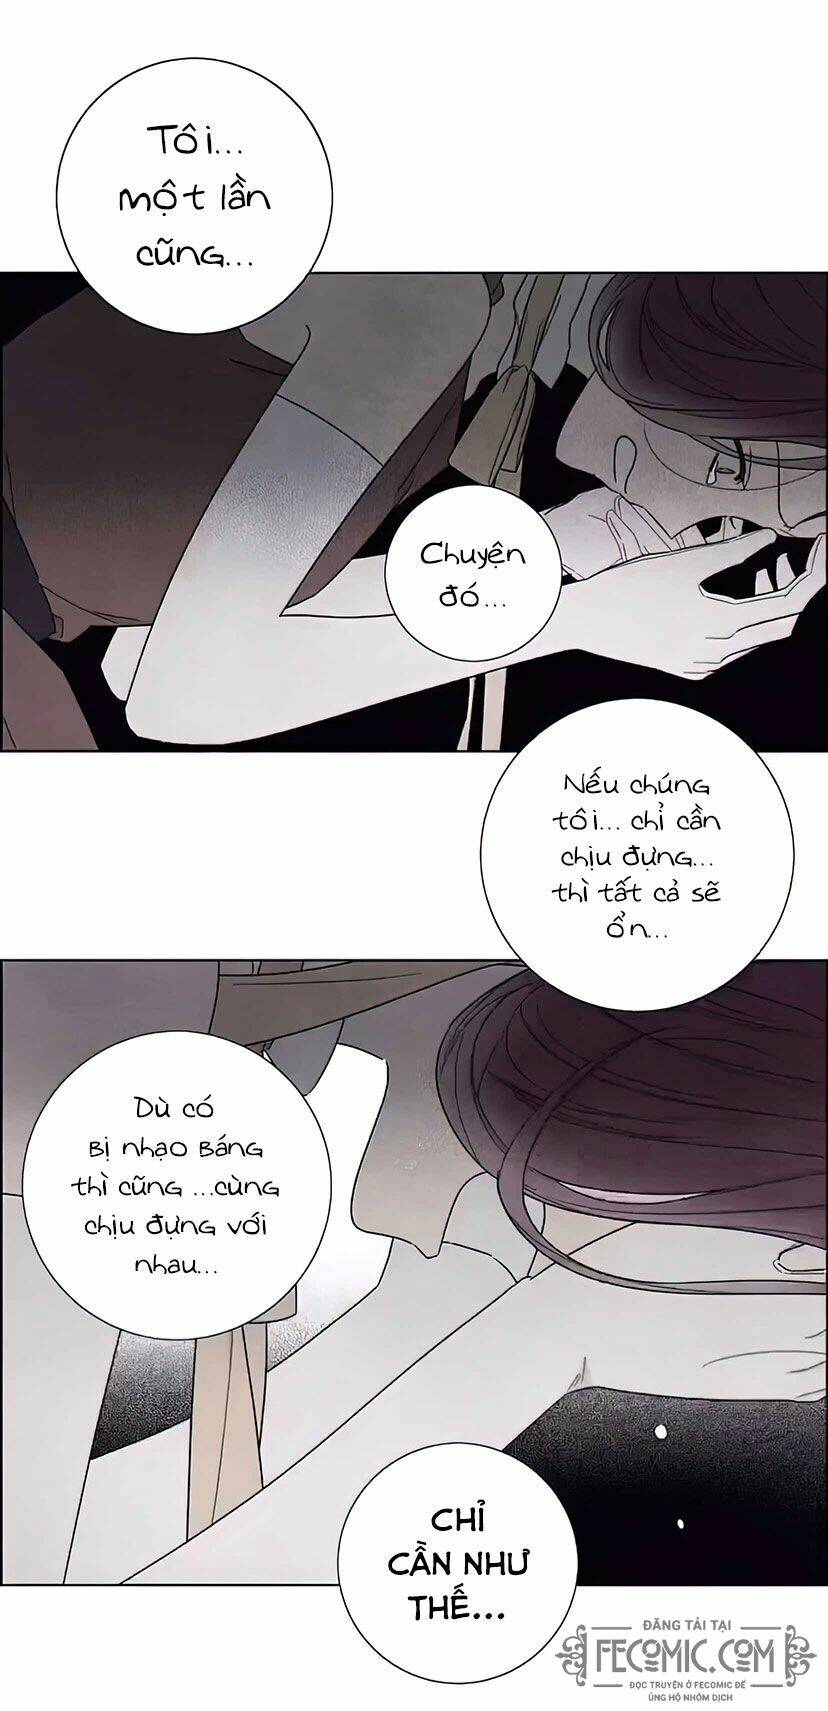 Tôi...
một lần
cũng...
Chuyện
đó...
Nếu chúng
tôi... chỉ cần
chịu đựng...
thì tất cả sẽ
ổn...
Dù có
bị nhạo báng
thì cũng ...cùng
chịu đựng với
nhau...
CHỈ
CẦN NHƯ
THẾ...
ĐĂNG TẢI TẠI
FECOMIC.COM
ĐỌC TRUYỆN Ở FECOMIC ĐỂ
ỦNG HỘ NHÓM DỊCH